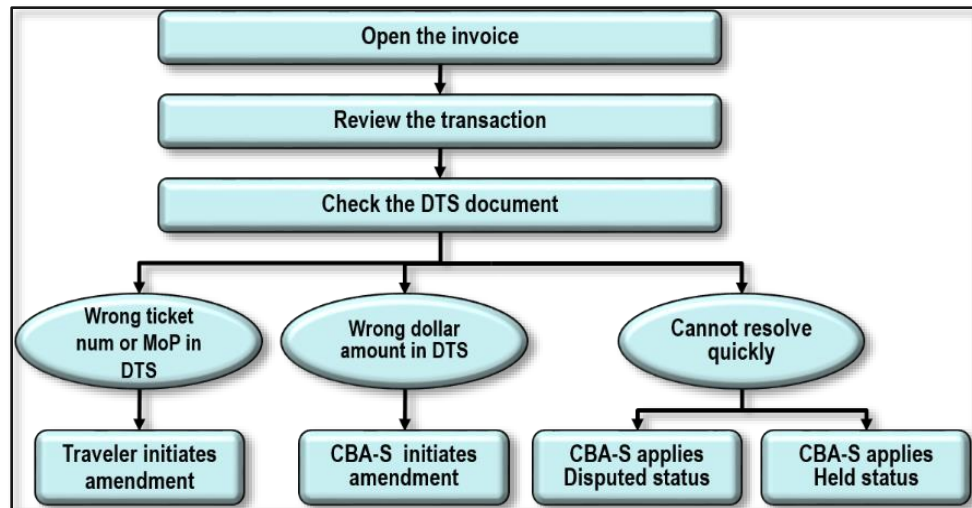 Open the invoice
Review the transaction
Check the DTS document
Wrong ticket
num or MoP in
DTS
Wrong dollar
amount in DTS
Cannot resolve
quickly
Traveler initiates
amendment
CBA-S initiates
amendment
CBA-S applies
Disputed status
CBA-S applies
Held status